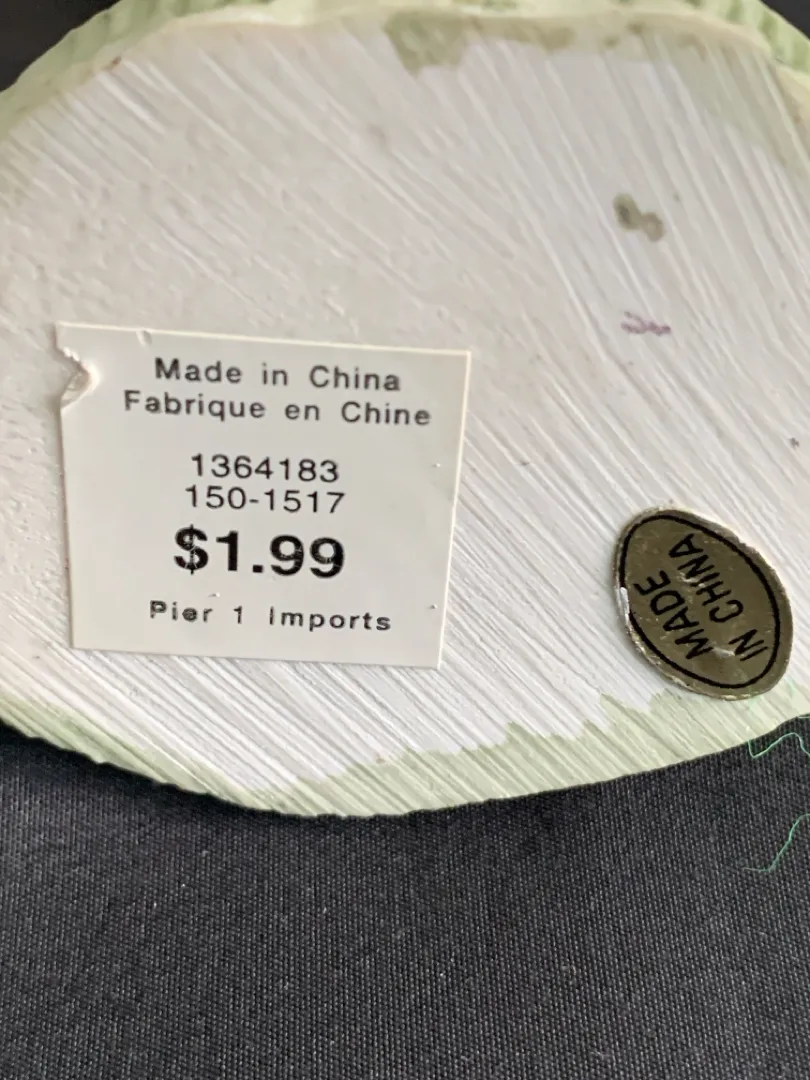 Made in China
Fabrique en Chine
1364183
150-1517
$1.99
Pier 1 Imports
MADE
IN CHINA